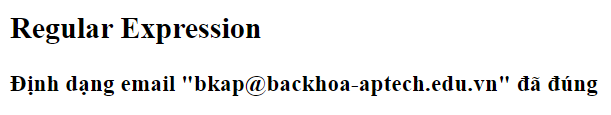 Regular Expression
Định dạng email "bkap@backhoa-aptech.edu.vn" đã đúng